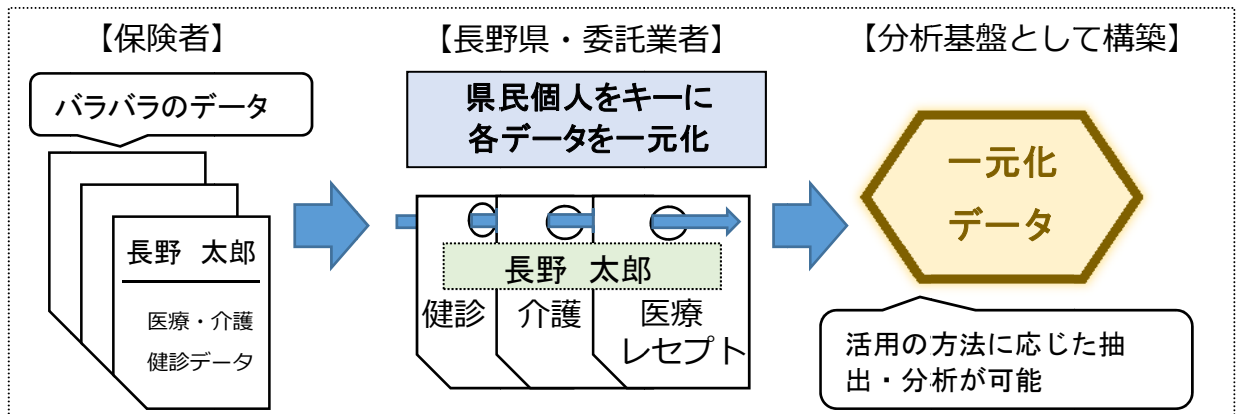 【保険者】
バラバラのデータ
長野　太郎
医療・介護
健診データ
【長野県・委託業者】
県民個人をキーに
各データを一元化
長野　太郎
健診
介護
医療
レセプト
【分析基盤として構築】
一元化
データ
活用の方法に応じた抽
出・分析が可能